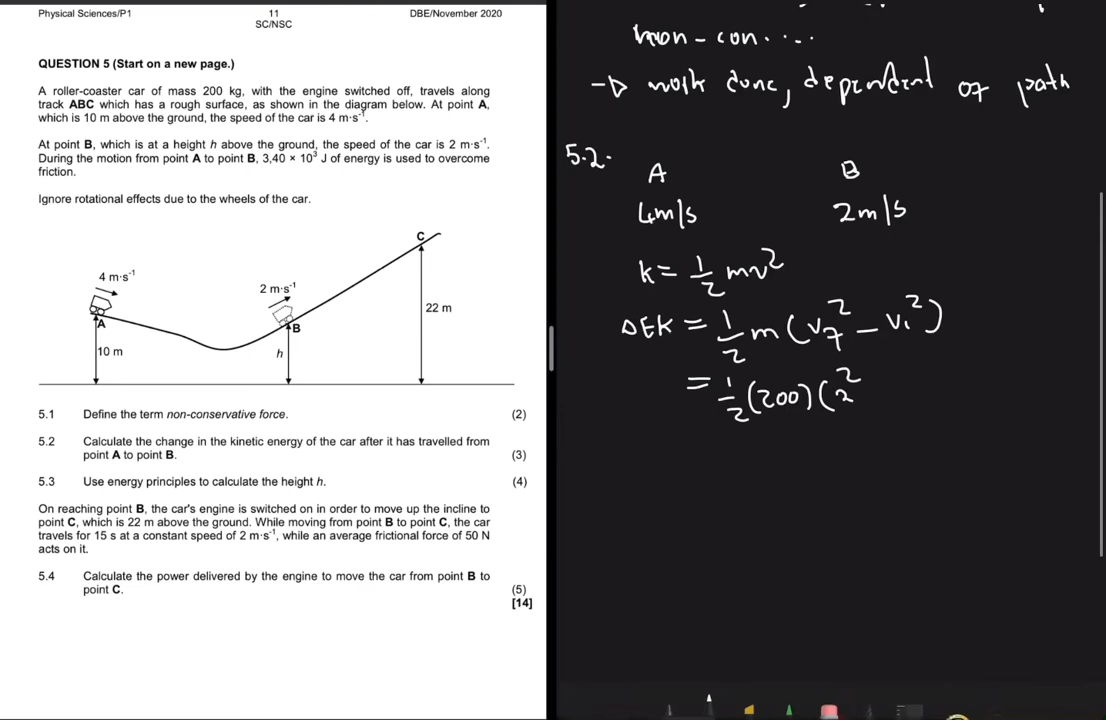 Physical Sciences/P1 11 DBE/November 2020
SC/NSC
QUESTION 5 (Start on a new page.)
A roller-coaster car of mass 200 kg, with the engine switched off, travels along
track ABC which has a rough surface, as shown in the diagram below. At point A,
which is 10 m above the ground, the speed of the car is 4 m·s⁻¹.
At point B, which is at a height h above the ground, the speed of the car is 2 m·s⁻¹.
During the motion from point A to point B, 3,40 × 10³ J of energy is used to overcome
friction.
Ignore rotational effects due to the wheels of the car.
C
4 m·s⁻¹
2 m·s⁻¹
22 m
A
B
10 m
h
5.1 Define the term non-conservative force. (2)
5.2 Calculate the change in the kinetic energy of the car after it has travelled from
point A to point B. (3)
5.3 Use energy principles to calculate the height h. (4)
On reaching point B, the car's engine is switched on in order to move up the incline to
point C, which is 22 m above the ground. While moving from point B to point C, the car
travels for 15 s at a constant speed of 2 m·s⁻¹, while an average frictional force of 50 N
acts on it.
5.4 Calculate the power delivered by the engine to move the car from point B to
point C. (5)
[14]
non-con....
→ work done, dependent of path
5.2.
A B
4m/s 2m/s
K = 1/2 mv²
ΔEK = 1/2 m(vf² - vi²)
= 1/2 (200)(2²